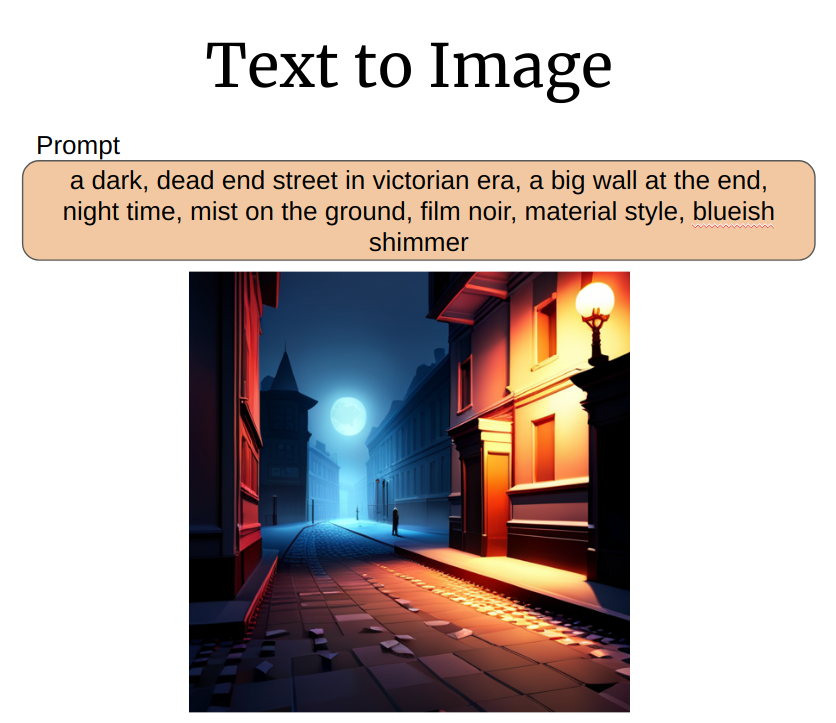 Text to Image
Prompt
a dark, dead end street in victorian era, a big wall at the end,
night time, mist on the ground, film noir, material style, blueish
shimmer